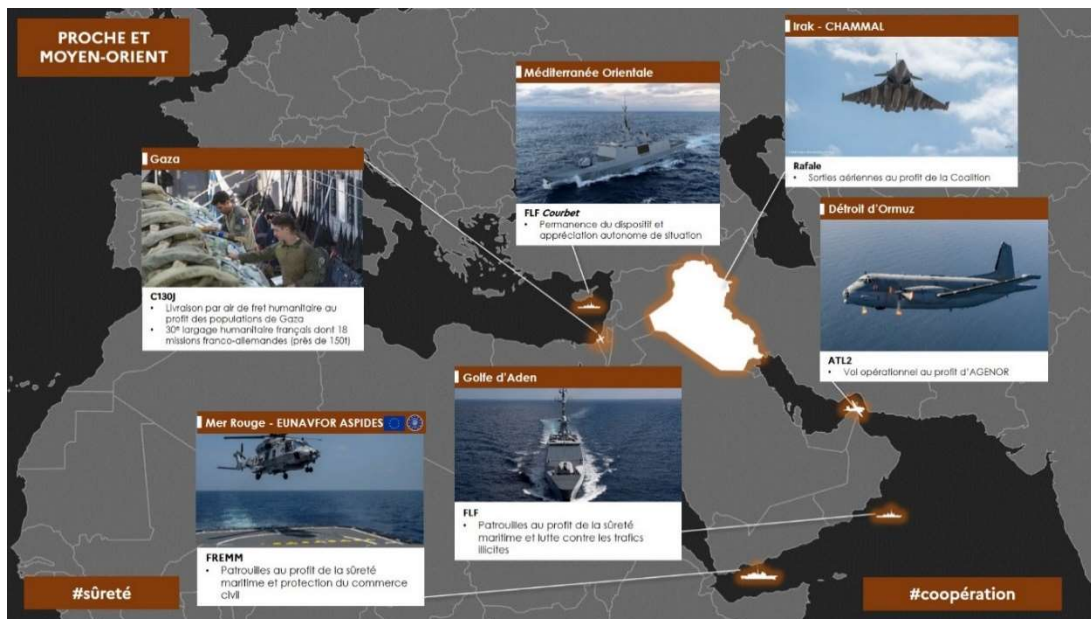 PROCHE ET
MOYEN-ORIENT
Gaza
C130J
• Livraison par air de fret humanitaire au
profit des populations de Gaza
• 30e largage humanitaire français dont 18
missions franco-allemandes (près de 150t)
Méditerranée Orientale
FLF Courbet
• Permanence du dispositif et
appréciation autonome de situation
Irak - CHAMMAL
Rafale
• Sorties aériennes au profit de la Coalition
Détroit d'Ormuz
ATL2
• Vol opérationnel au profit d'AGENOR
Golfe d'Aden
FLF
• Patrouilles au profit de la sûreté
maritime et lutte contre les trafics
illicites
Mer Rouge - EUNAVFOR ASPIDES
FREMM
• Patrouilles au profit de la sûreté
maritime et protection du commerce
civil
#sûreté
#coopération